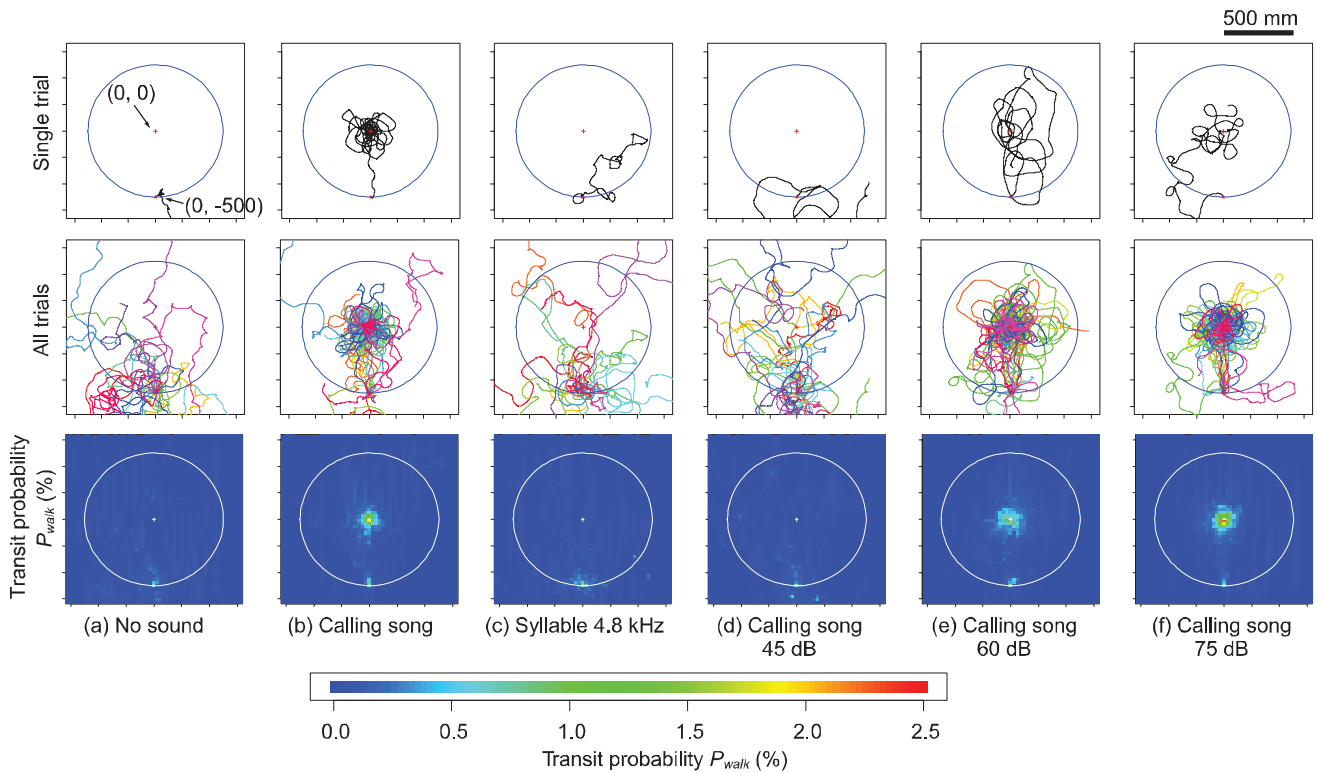 500 mm
Single trial
(0, 0)
(0, -500)
All trials
Transit probability
P_walk (%)
(a) No sound
(b) Calling song
(c) Syllable 4.8 kHz
(d) Calling song
45 dB
(e) Calling song
60 dB
(f) Calling song
75 dB
0.0 0.5 1.0 1.5 2.0 2.5
Transit probability P_walk (%)